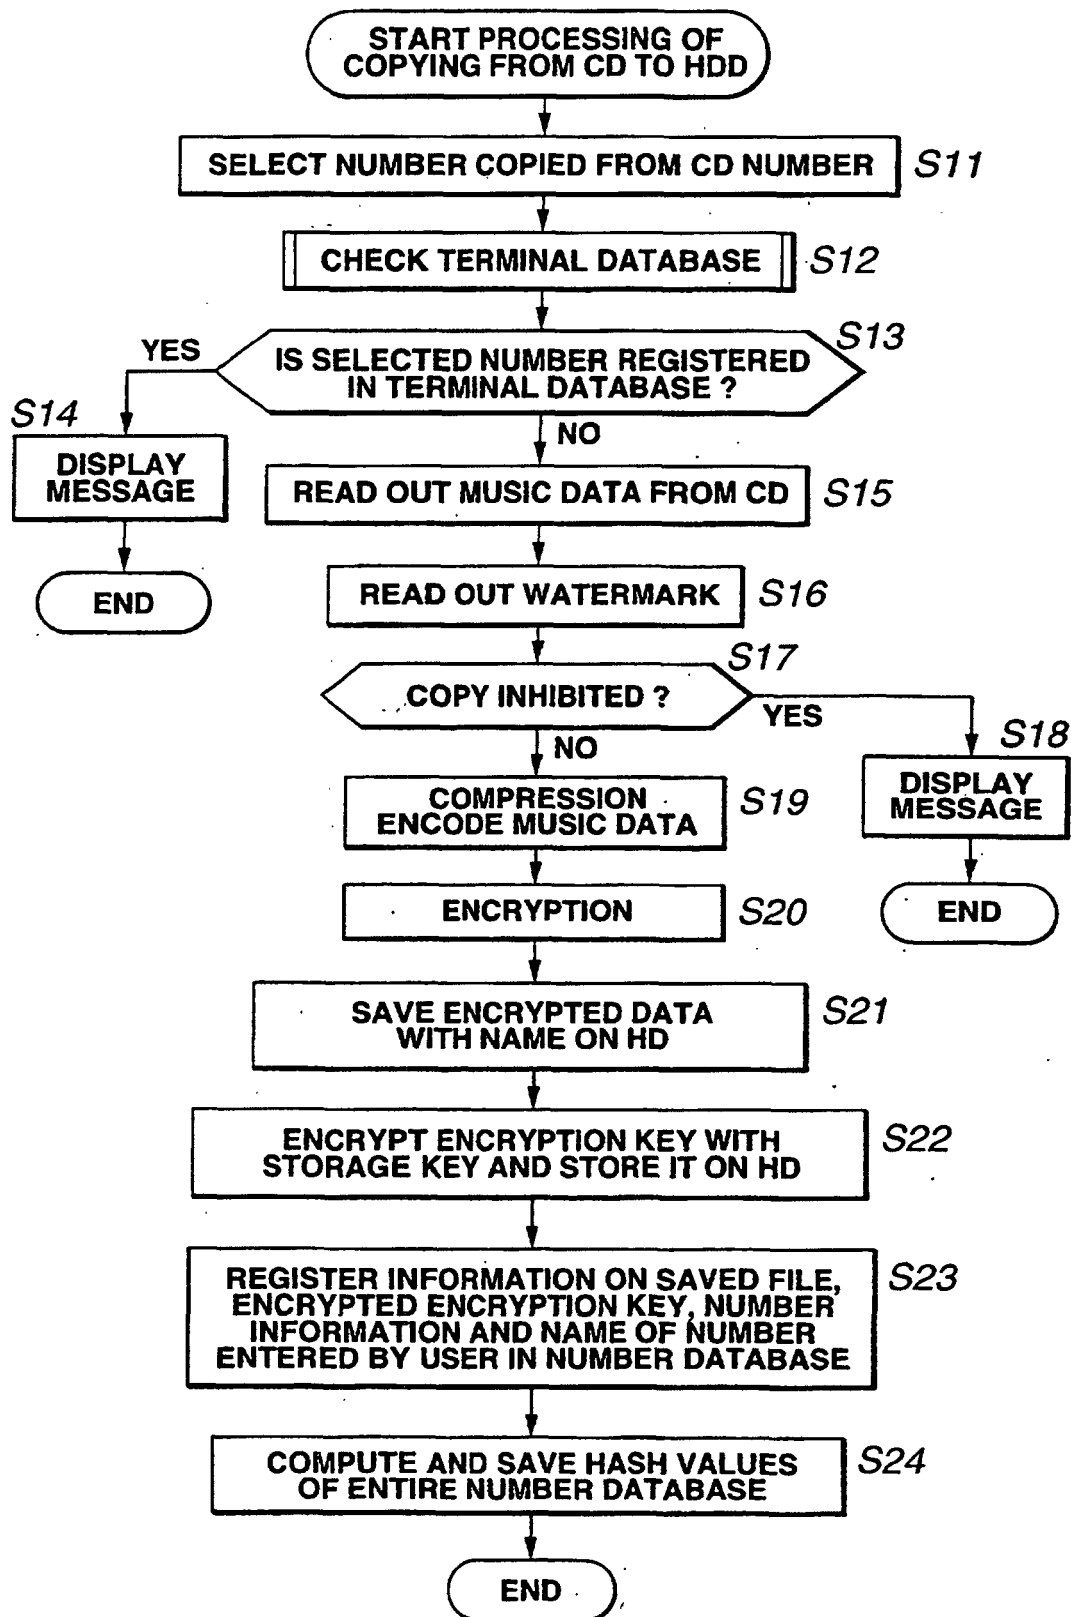 START PROCESSING OF
COPYING FROM CD TO HDD
SELECT NUMBER COPIED FROM CD NUMBER
S11
CHECK TERMINAL DATABASE
S12
IS SELECTED NUMBER REGISTERED
IN TERMINAL DATABASE ?
S13
YES
S14
DISPLAY
MESSAGE
END
NO
READ OUT MUSIC DATA FROM CD
S15
READ OUT WATERMARK
S16
COPY INHIBITED ?
S17
YES
S18
DISPLAY
MESSAGE
END
NO
COMPRESSION
ENCODE MUSIC DATA
S19
ENCRYPTION
S20
SAVE ENCRYPTED DATA
WITH NAME ON HD
S21
ENCRYPT ENCRYPTION KEY WITH
STORAGE KEY AND STORE IT ON HD
S22
REGISTER INFORMATION ON SAVED FILE,
ENCRYPTED ENCRYPTION KEY, NUMBER
INFORMATION AND NAME OF NUMBER
ENTERED BY USER IN NUMBER DATABASE
S23
COMPUTE AND SAVE HASH VALUES
OF ENTIRE NUMBER DATABASE
S24
END